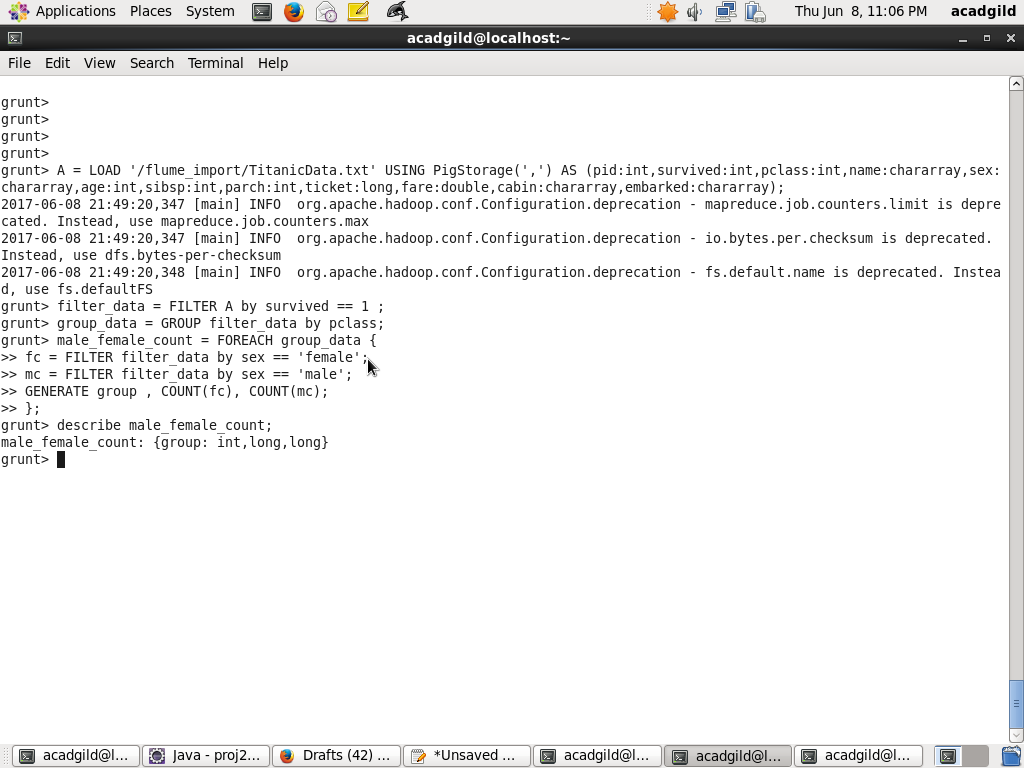 Applications Places System Thu Jun 8, 11:06 PM acadgild
acadgild@localhost:~
File Edit View Search Terminal Help
grunt>
grunt>
grunt>
grunt>
grunt> A = LOAD '/flume_import/TitanicData.txt' USING PigStorage(',') AS (pid:int,survived:int,pclass:int,name:chararray,sex:
chararray,age:int,sibsp:int,parch:int,ticket:long,fare:double,cabin:chararray,embarked:chararray);
2017-06-08 21:49:20,347 [main] INFO  org.apache.hadoop.conf.Configuration.deprecation - mapreduce.job.counters.limit is depre
cated. Instead, use mapreduce.job.counters.max
2017-06-08 21:49:20,347 [main] INFO  org.apache.hadoop.conf.Configuration.deprecation - io.bytes.per.checksum is deprecated.
Instead, use dfs.bytes-per-checksum
2017-06-08 21:49:20,348 [main] INFO  org.apache.hadoop.conf.Configuration.deprecation - fs.default.name is deprecated. Instea
d, use fs.defaultFS
grunt> filter_data = FILTER A by survived == 1 ;
grunt> group_data = GROUP filter_data by pclass;
grunt> male_female_count = FOREACH group_data {
>> fc = FILTER filter_data by sex == 'female';
>> mc = FILTER filter_data by sex == 'male';
>> GENERATE group , COUNT(fc), COUNT(mc);
>> };
grunt> describe male_female_count;
male_female_count: {group: int,long,long}
grunt>
acadgild@l... Java - proj2... Drafts (42) ... *Unsaved ... acadgild@l... acadgild@l... acadgild@l...